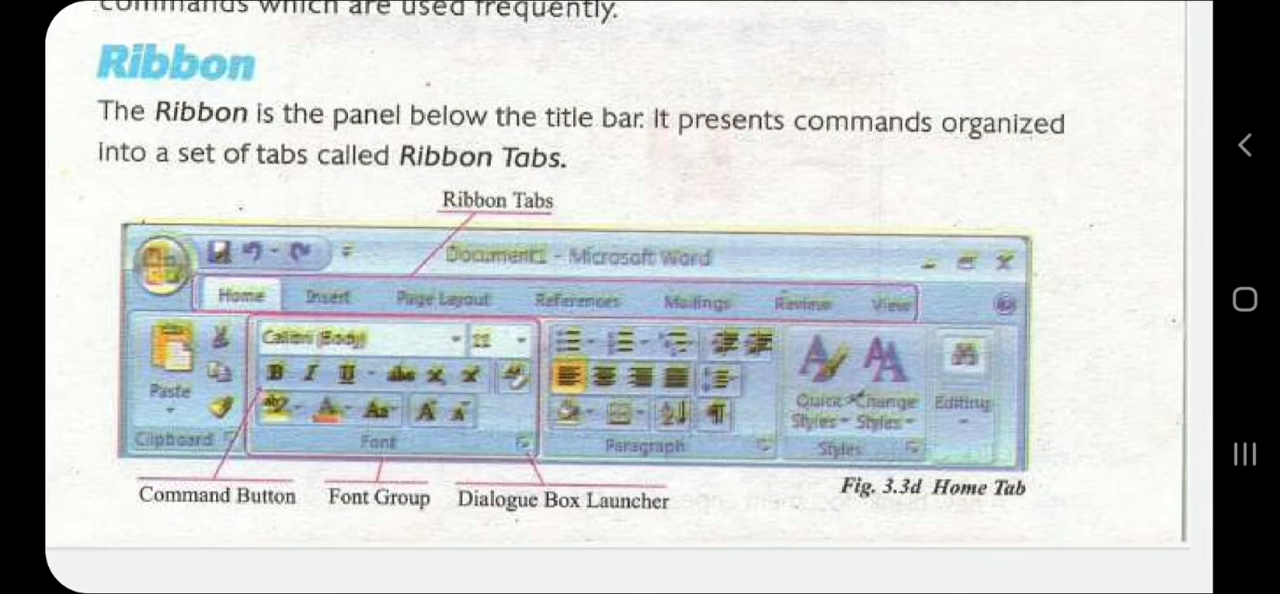 commands which are used frequently.
Ribbon
The Ribbon is the panel below the title bar. It presents commands organized
into a set of tabs called Ribbon Tabs.
Ribbon Tabs
Document1 - Microsoft Word
Home Insert Page Layout References Mailings Review View
Calibri (Body) 11
B I U abc x x
Paste
ab Aa A A
Quick Change Editing
Styles Styles
Clipboard Font Paragraph Styles
Command Button Font Group Dialogue Box Launcher
Fig. 3.3d Home Tab